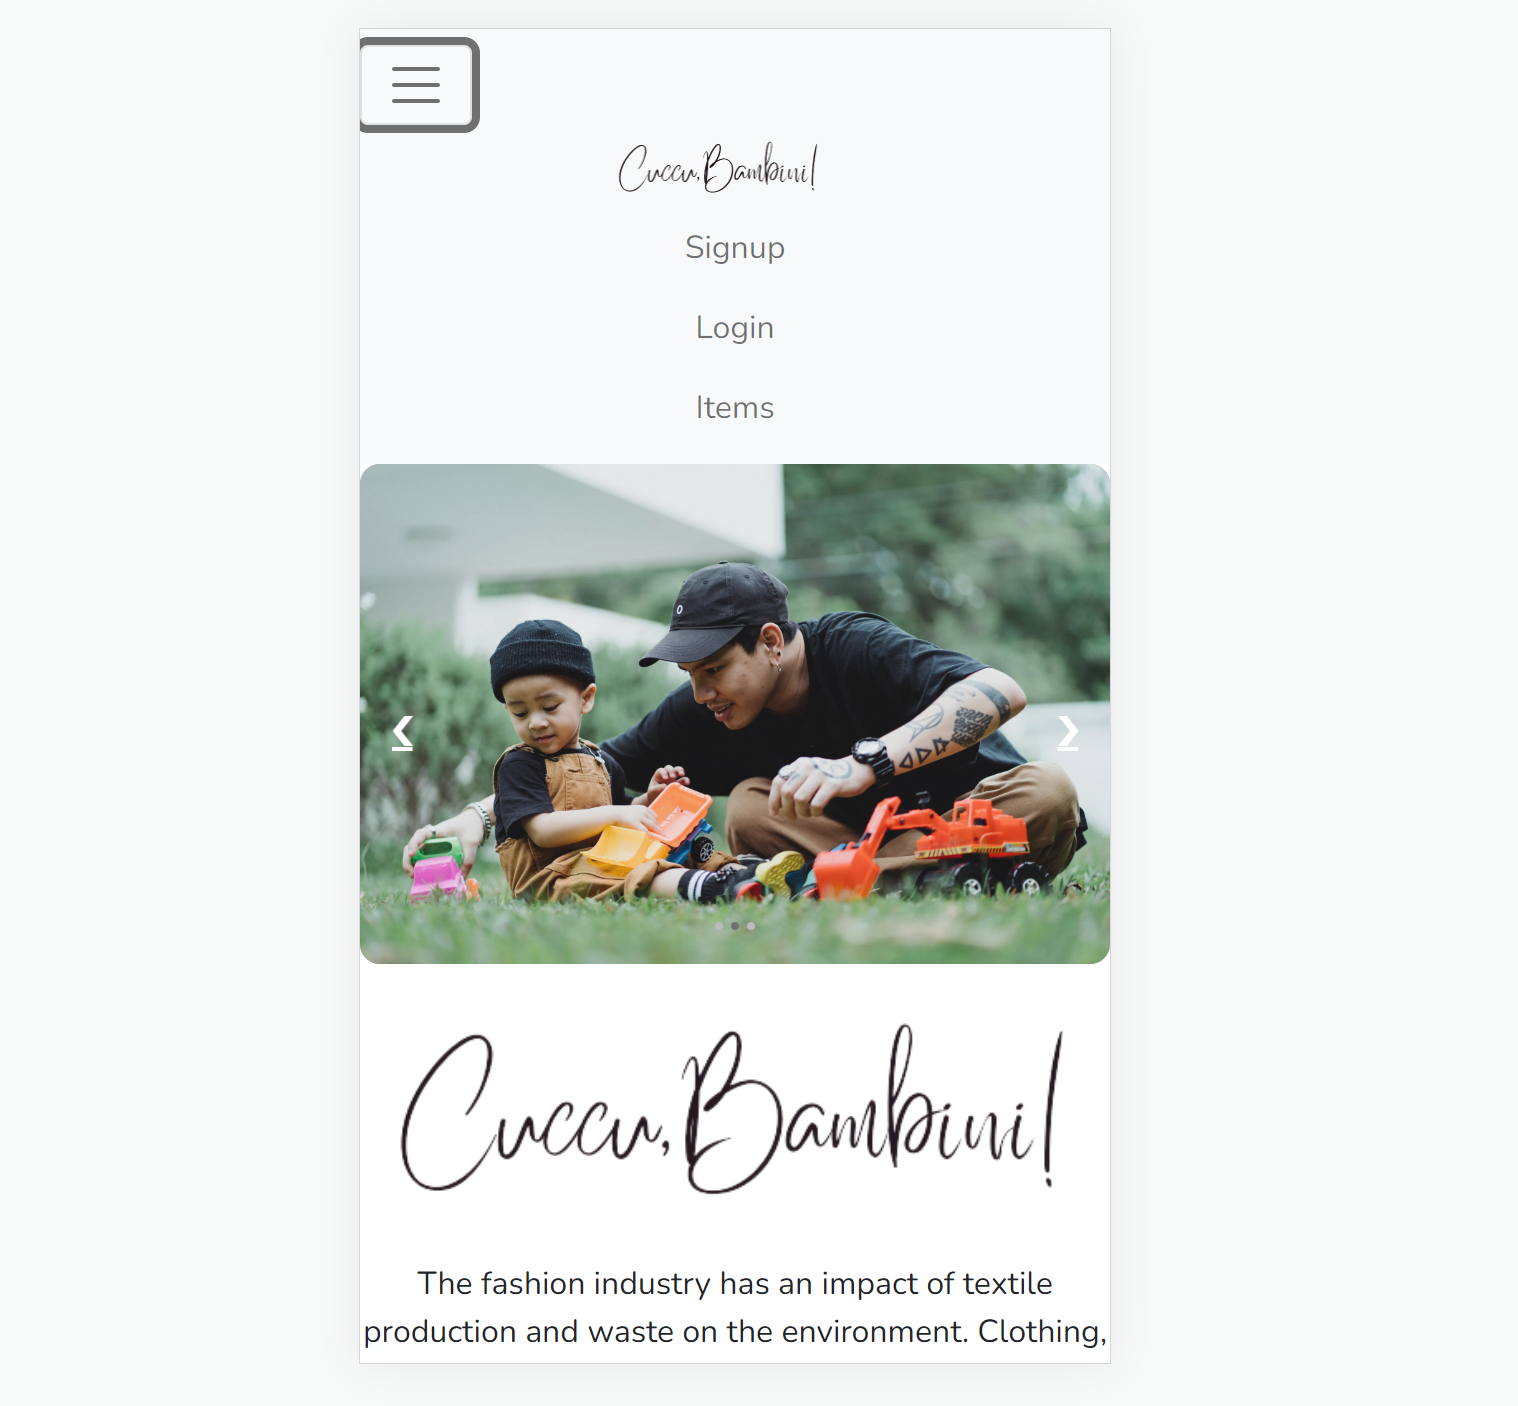 Cuccu, Bambini!
Signup
Login
Items
Cuccu, Bambini!
The fashion industry has an impact of textile
production and waste on the environment. Clothing,